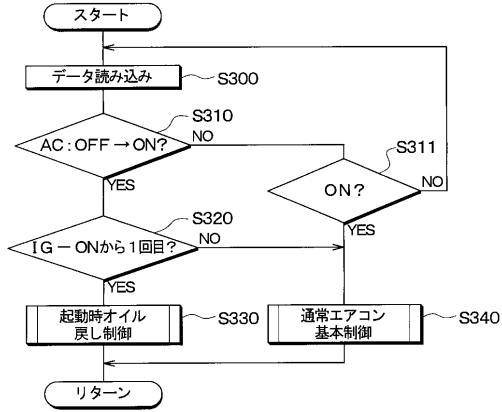 スタート
データ読み込み
S300
S310
AC:OFF→ON?
NO
YES
S311
ON?
NO
YES
S320
IG－ONから1回目?
NO
YES
起動時オイル
戻し制御
S330
通常エアコン
基本制御
S340
リターン